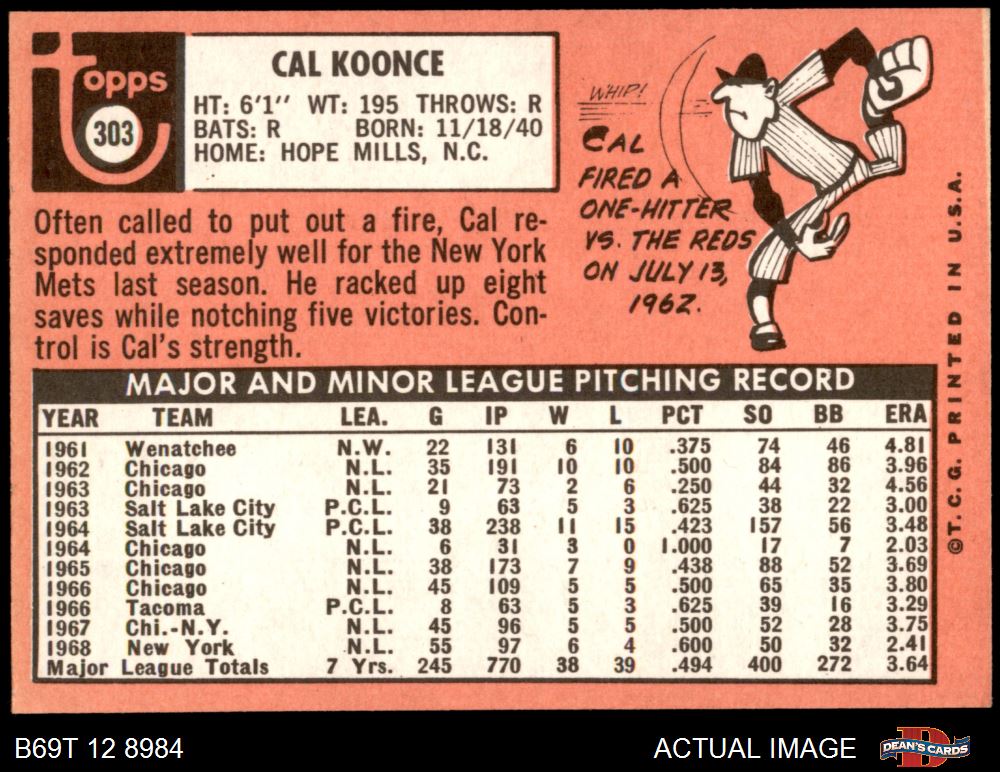 Topps
303
CAL KOONCE
HT: 6'1" WT: 195 THROWS: R
BATS: R BORN: 11/18/40
HOME: HOPE MILLS, N.C.
Often called to put out a fire, Cal re-
sponded extremely well for the New York
Mets last season. He racked up eight
saves while notching five victories. Con-
trol is Cal's strength.
WHIP!
CAL
FIRED A
ONE-HITTER
VS. THE REDS
ON JULY 13,
1962.
MAJOR AND MINOR LEAGUE PITCHING RECORD
YEAR TEAM LEA. G IP W L PCT SO BB ERA
1961 Wenatchee N.W. 22 131 6 10 .375 74 46 4.81
1962 Chicago N.L. 35 191 10 10 .500 84 86 3.96
1963 Chicago N.L. 21 73 2 6 .250 44 32 4.56
1963 Salt Lake City P.C.L. 9 63 5 3 .625 38 22 3.00
1964 Salt Lake City P.C.L. 38 238 11 15 .423 157 56 3.48
1964 Chicago N.L. 6 31 3 0 1.000 17 7 2.03
1965 Chicago N.L. 38 173 7 9 .438 88 52 3.69
1966 Chicago N.L. 45 109 5 5 .500 65 35 3.80
1966 Tacoma P.C.L. 8 63 5 3 .625 39 16 3.29
1967 Chi.-N.Y. N.L. 45 96 5 5 .500 52 28 3.75
1968 New York N.L. 55 97 6 4 .600 50 32 2.41
Major League Totals 7 Yrs. 245 770 38 39 .494 400 272 3.64
©T.C.G. PRINTED IN U.S.A.
B69T 12 8984
ACTUAL IMAGE
DEAN'S CARDS